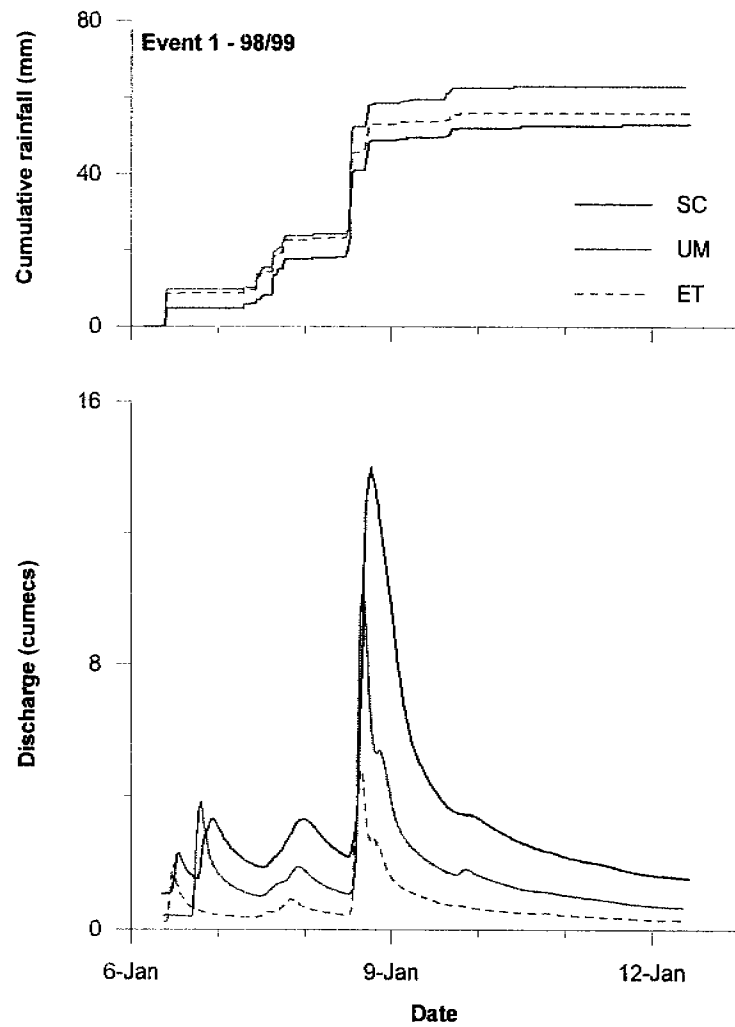 80
Event 1 - 98/99
Cumulative rainfall (mm)
40
SC
UM
ET
0
16
Discharge (cumecs)
8
0
6-Jan
9-Jan
12-Jan
Date